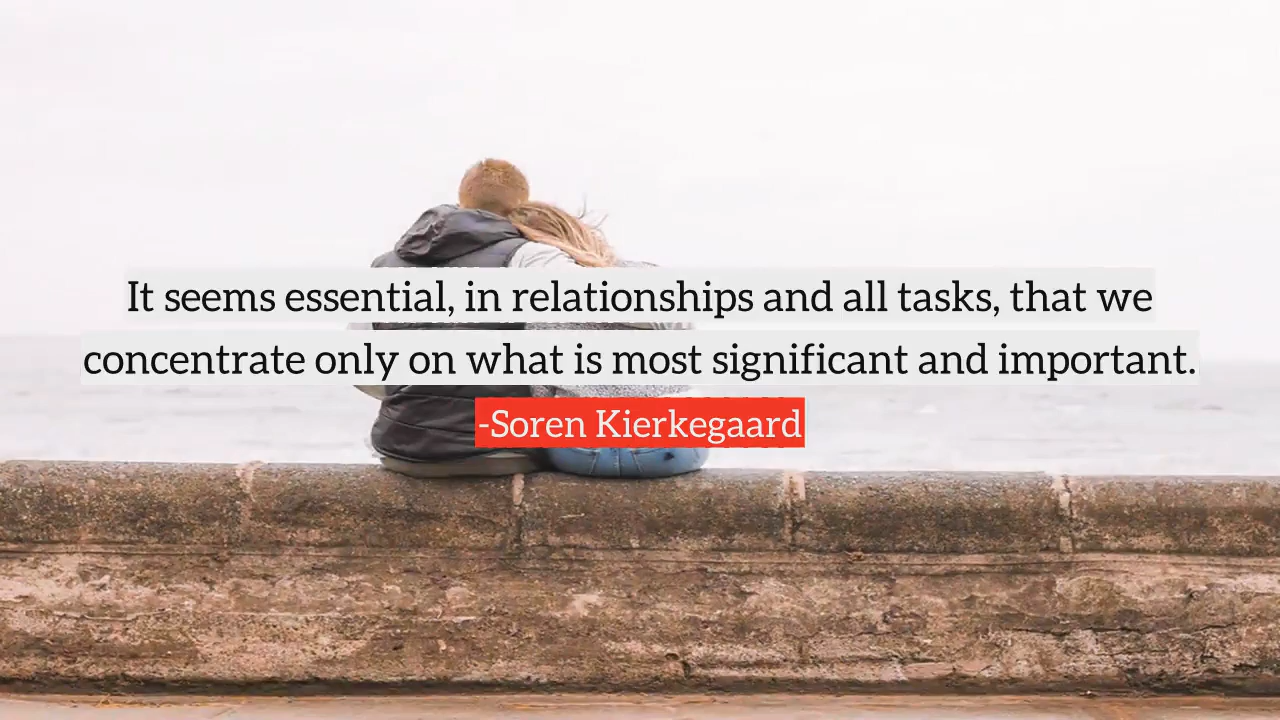 It seems essential, in relationships and all tasks, that we
concentrate only on what is most significant and important.
-Soren Kierkegaard